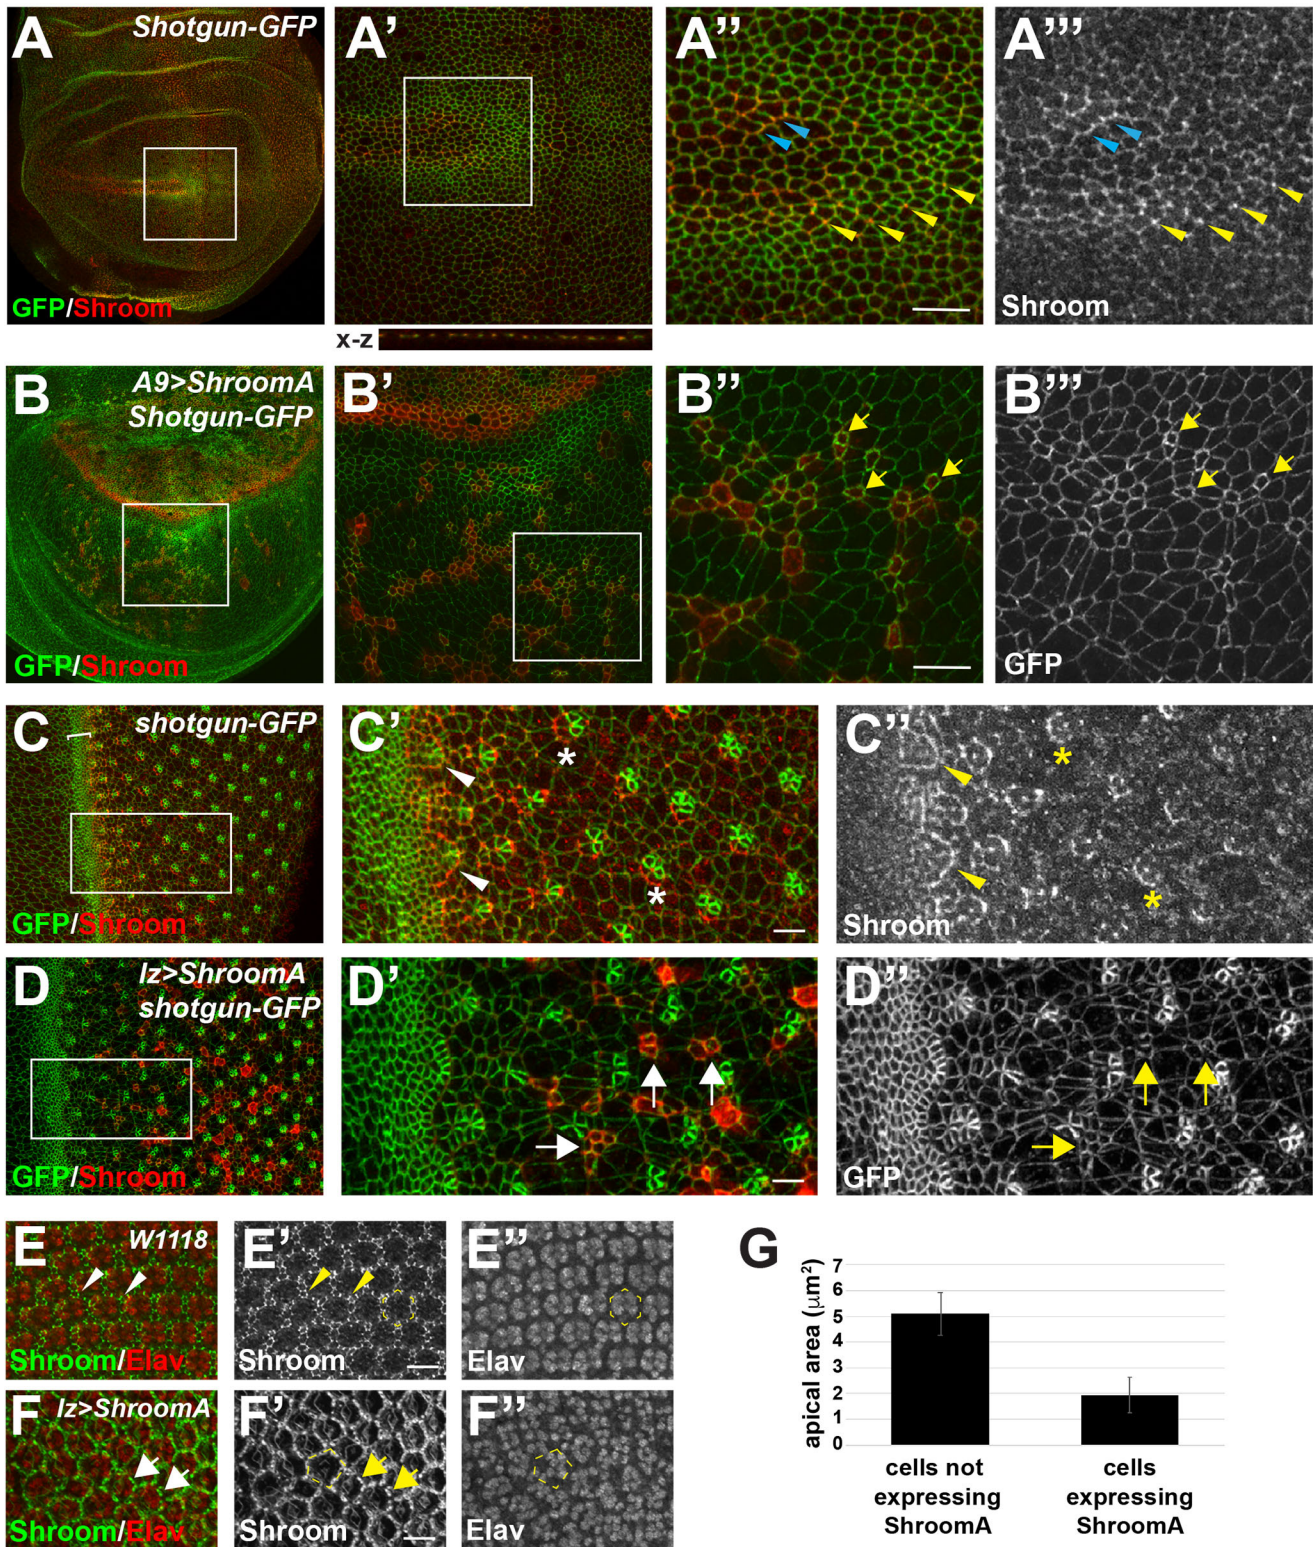 A
Shotgun-GFP
GFP/Shroom
A’
x-z
A’’
A’’’
Shroom
B
A9>ShroomA
Shotgun-GFP
GFP/Shroom
B’
B’’
B’’’
GFP
C
shotgun-GFP
GFP/Shroom
C’
*
*
C’’
*
*
Shroom
D
lz>ShroomA
shotgun-GFP
GFP/Shroom
D’
D’’
GFP
E
W1118
Shroom/Elav
E’
Shroom
E’’
Elav
F
lz>ShroomA
Shroom/Elav
F’
Shroom
F’’
Elav
G
apical area (μm²)
7
6
5
4
3
2
1
0
cells not
expressing
ShroomA
cells
expressing
ShroomA